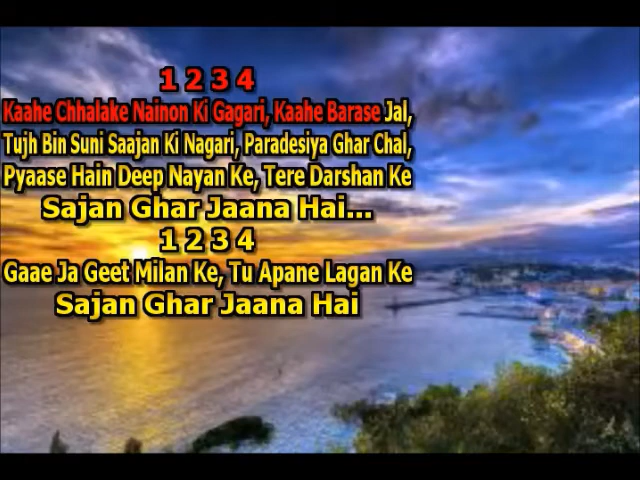 1 2 3 4
Kaahe Chhalake Nainon Ki Gagari, Kaahe Barase Jal,
Tujh Bin Suni Saajan Ki Nagari, Paradesiya Ghar Chal,
Pyaase Hain Deep Nayan Ke, Tere Darshan Ke
Sajan Ghar Jaana Hai...
1 2 3 4
Gaae Ja Geet Milan Ke, Tu Apane Lagan Ke
Sajan Ghar Jaana Hai